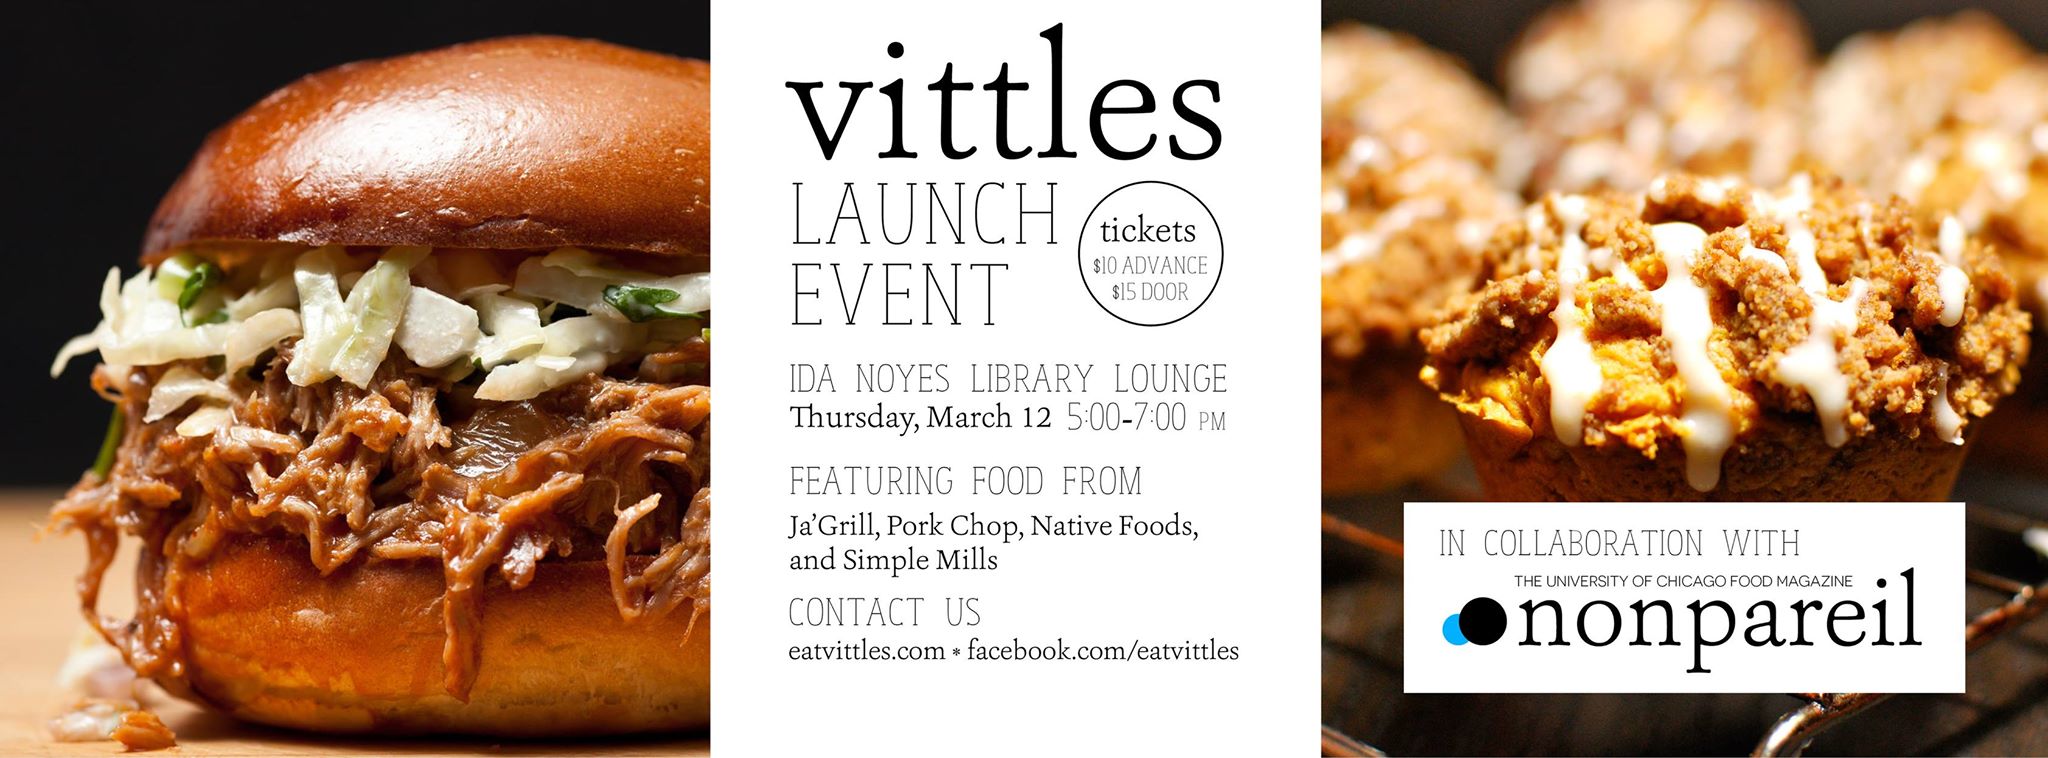 vittles
LAUNCH
EVENT
tickets
$10 ADVANCE
$15 DOOR
IDA NOYES LIBRARY LOUNGE
Thursday, March 12 5:00-7:00 PM
FEATURING FOOD FROM
Ja’Grill, Pork Chop, Native Foods,
and Simple Mills
CONTACT US
eatvittles.com * facebook.com/eatvittles
IN COLLABORATION WITH
THE UNIVERSITY OF CHICAGO FOOD MAGAZINE
nonpareil